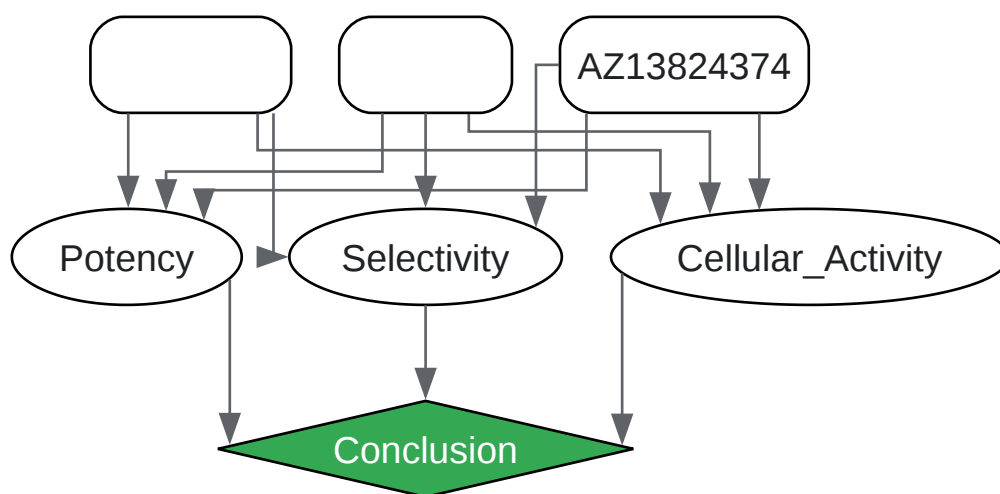 AZ13824374
Potency
Selectivity
Cellular_Activity
Conclusion